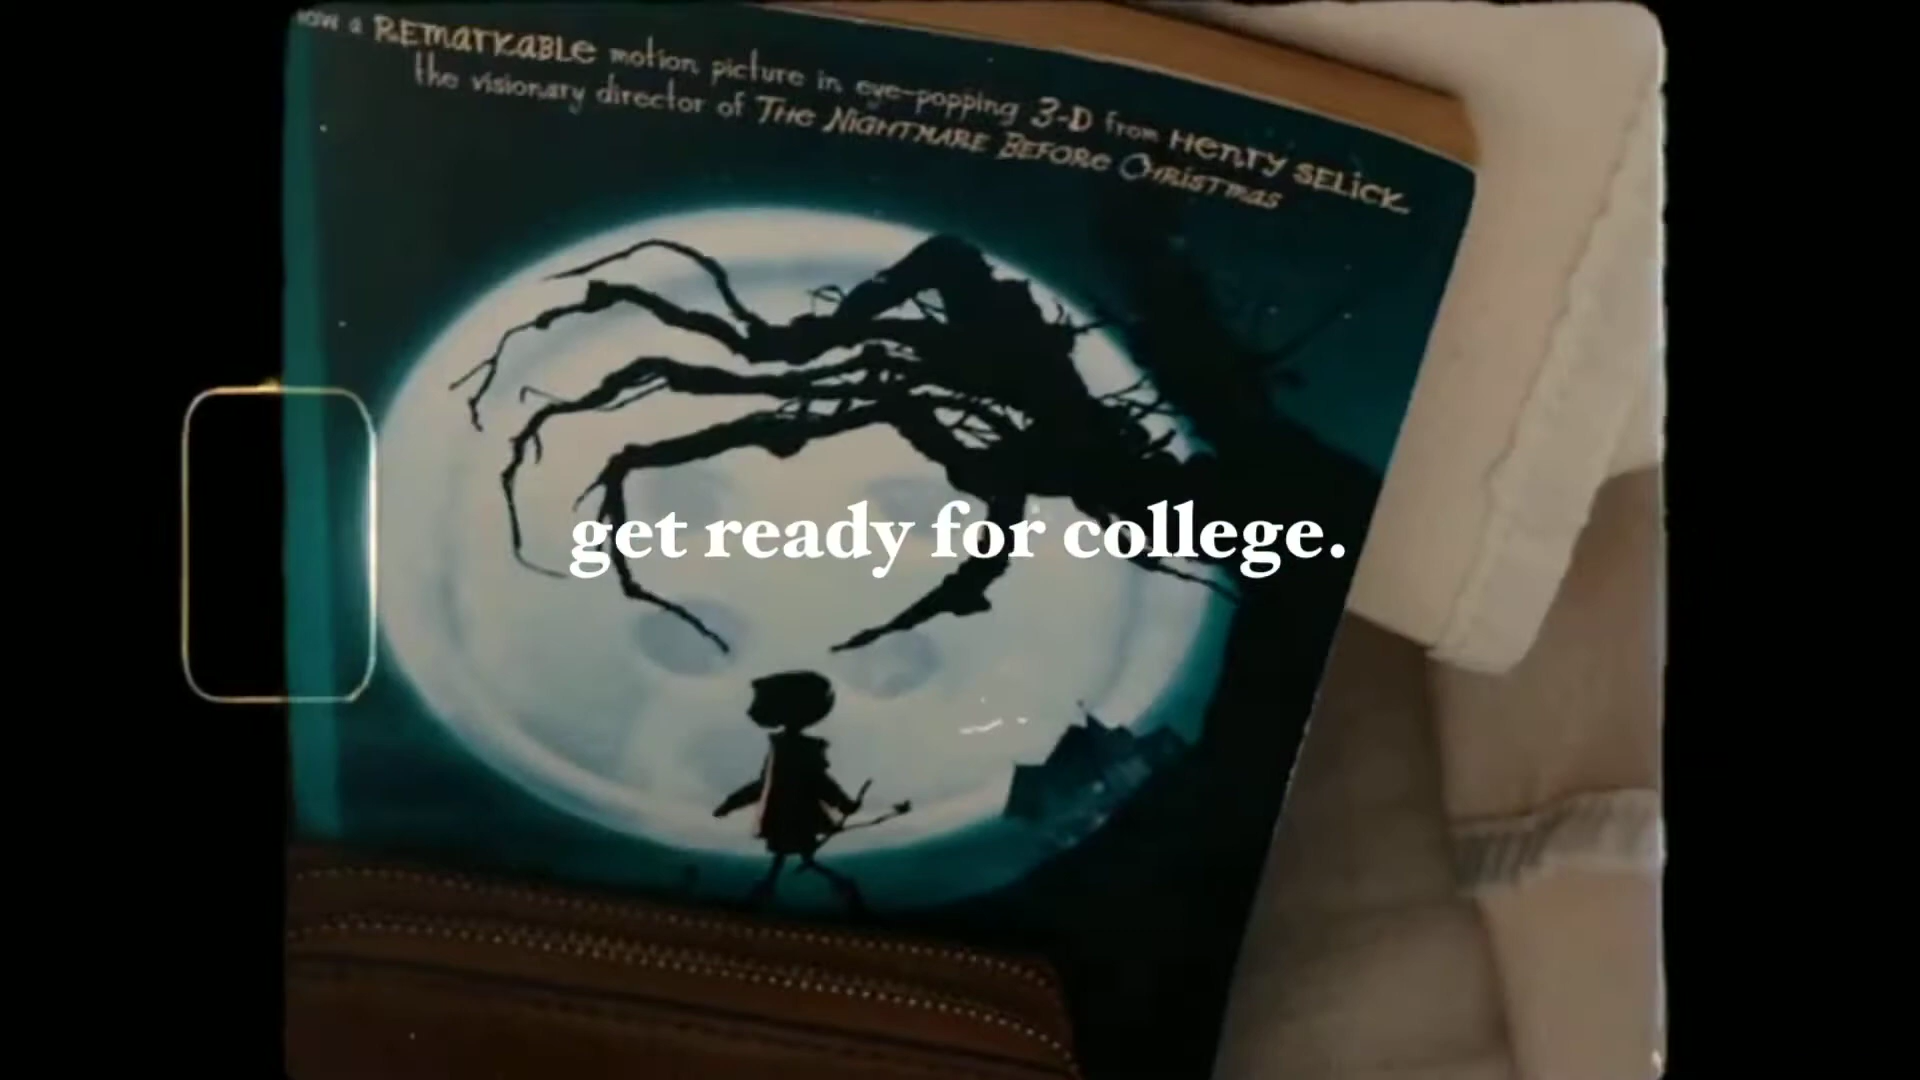 now a REMARKABLE motion picture in eye-popping 3-D from HENRY SELICK
the visionary director of THE NIGHTMARE BEFORE CHRISTMAS
get ready for college.